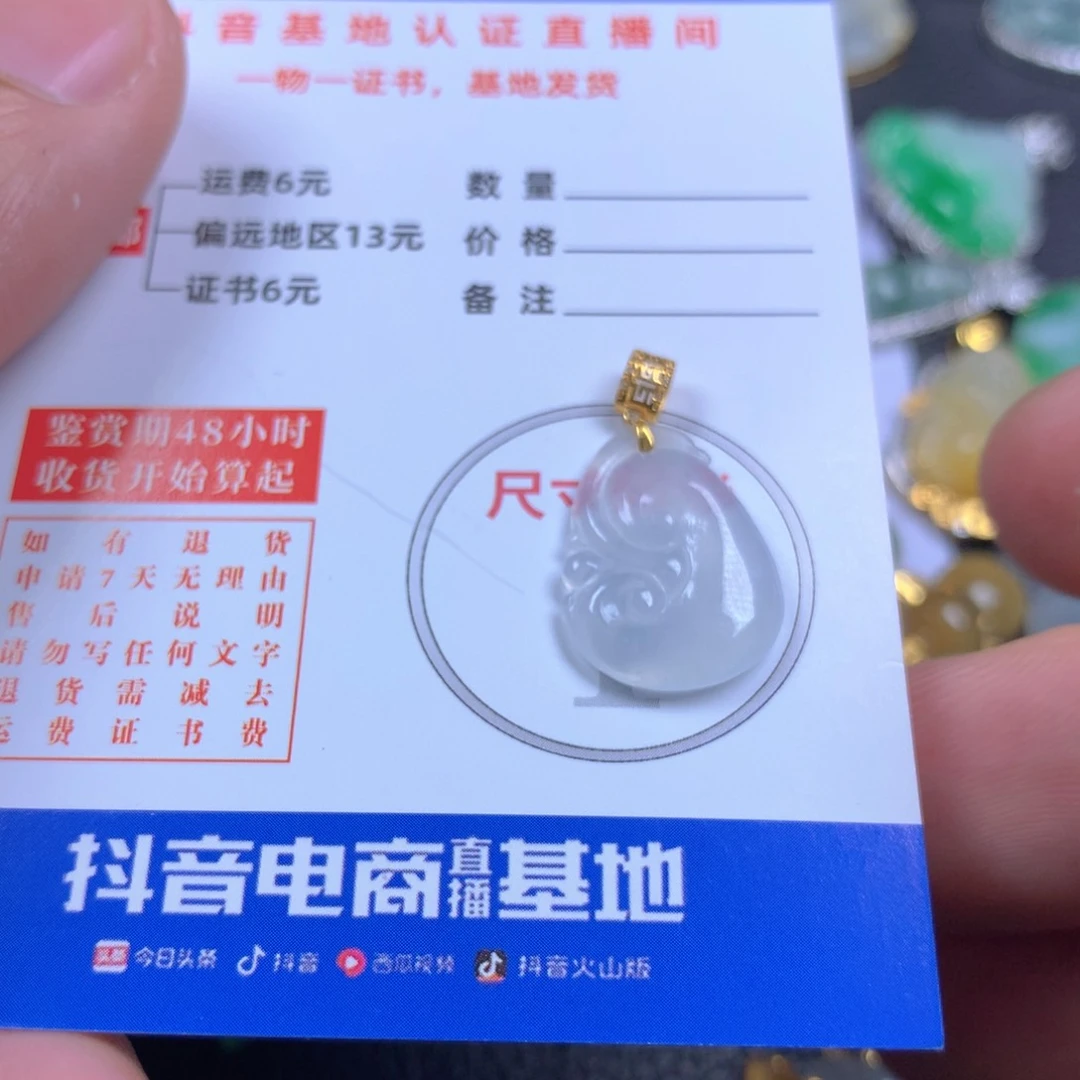 音基地认证直播间
一物一证书，基地发货
运费6元
偏远地区13元
证书6元
数量
价格
备注
鉴赏期48小时
收货开始算起
如有退货
申请7天无理由
售后说明
请勿写任何文字
退货需减去
运费证书费
尺寸
抖音电商直播基地
头条 今日头条 抖音 西瓜视频 抖音火山版